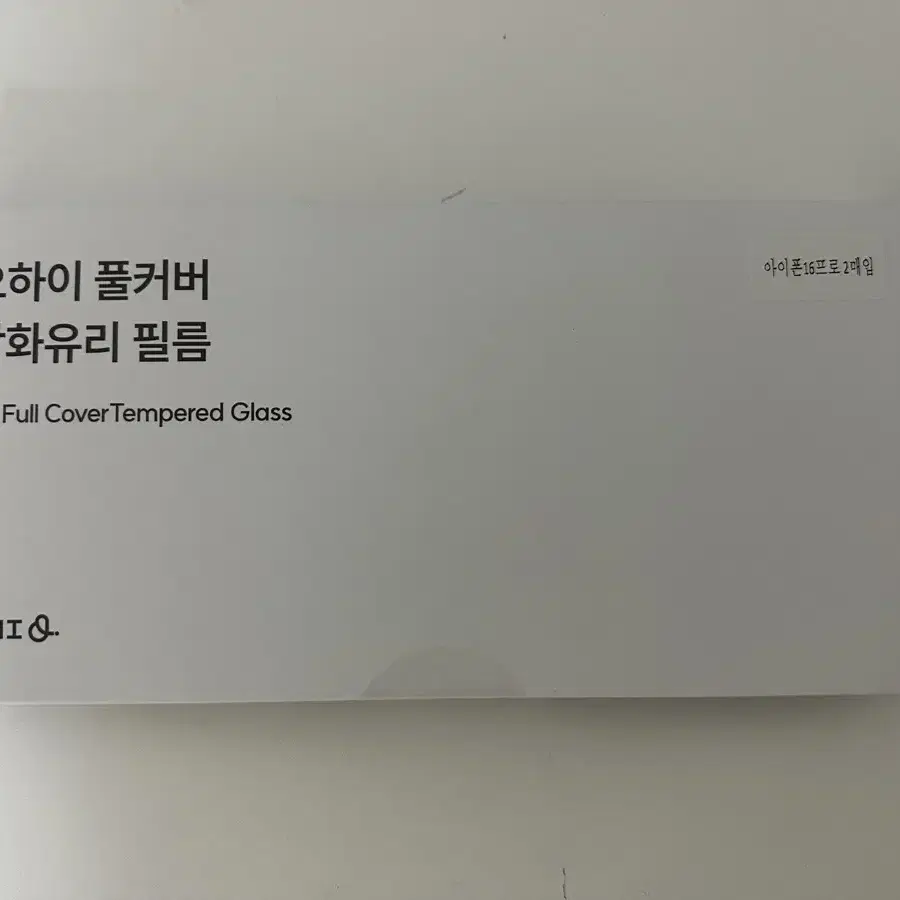 하이 풀커버
화유리 필름
Full CoverTempered Glass
아이폰16프로 2매입